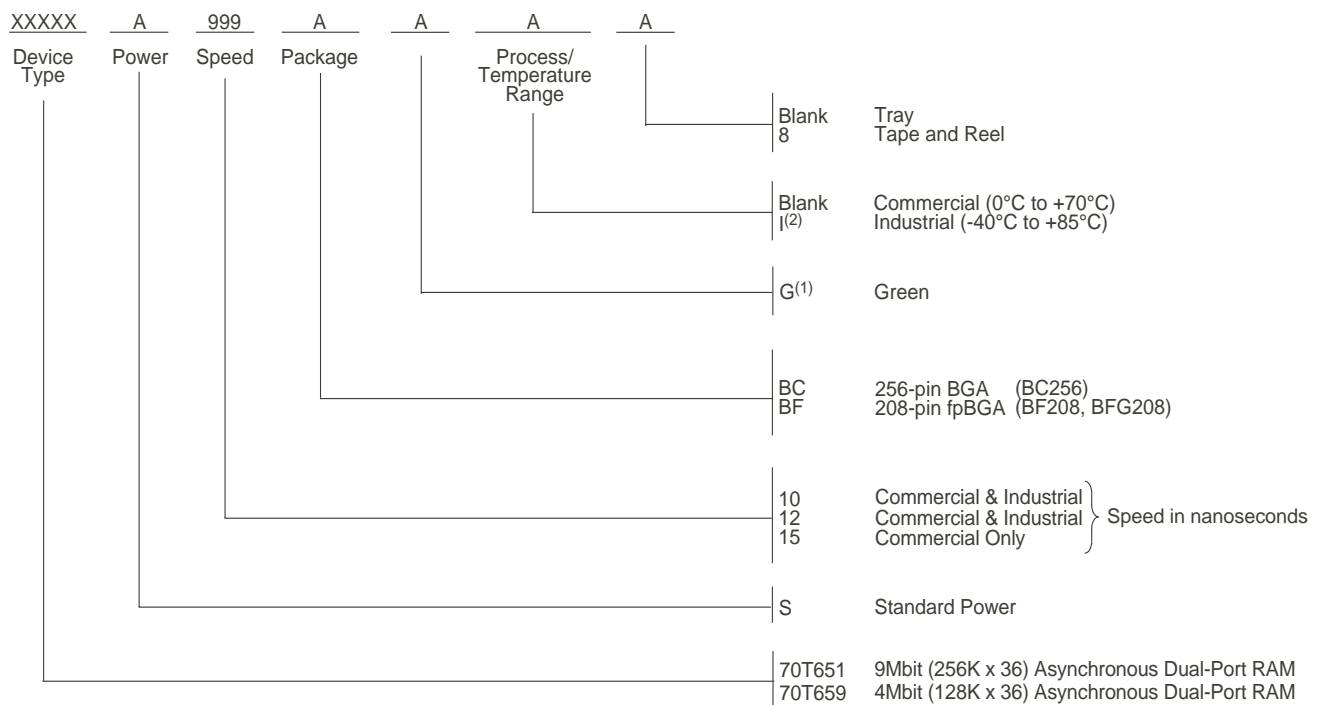 XXXXX A 999 A A A A
Device Type Power Speed Package Process/ Temperature Range
Blank Tray
8 Tape and Reel
Blank Commercial (0°C to +70°C)
I(2) Industrial (-40°C to +85°C)
G(1) Green
BC 256-pin BGA (BC256)
BF 208-pin fpBGA (BF208, BFG208)
10 Commercial & Industrial
12 Commercial & Industrial Speed in nanoseconds
15 Commercial Only
S Standard Power
70T651 9Mbit (256K x 36) Asynchronous Dual-Port RAM
70T659 4Mbit (128K x 36) Asynchronous Dual-Port RAM